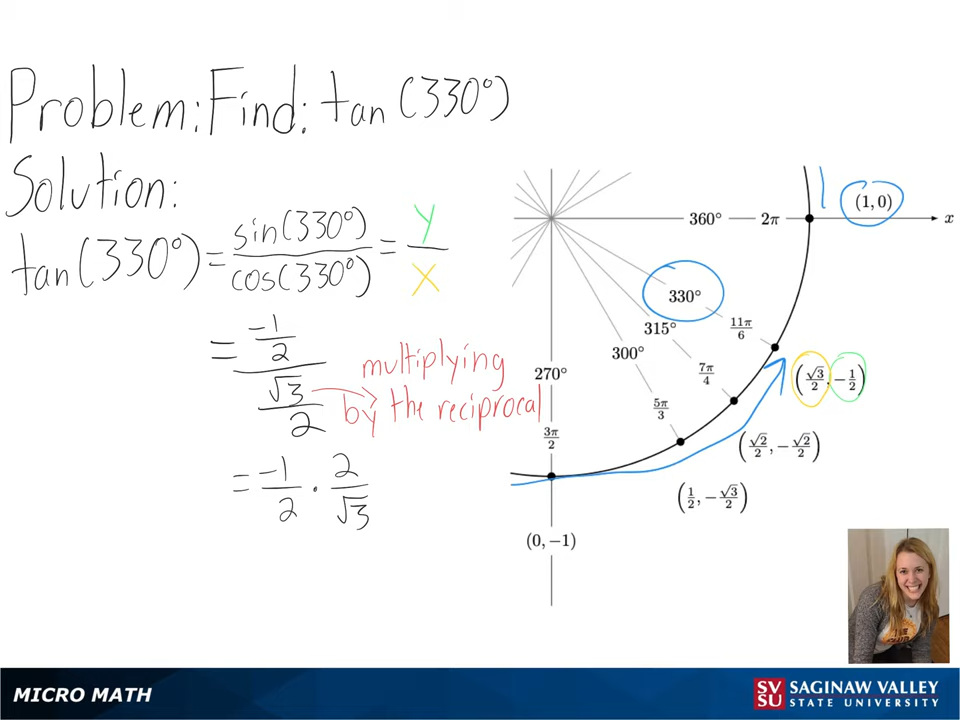 Problem: Find: tan(330°)
Solution:
tan(330°) = sin(330°)/cos(330°) = y/x
= (-1/2)/(√3/2)
multiplying
by the reciprocal
= -1/2 · 2/√3
360° 2π (1, 0) x
330° 11π/6 (√3/2, -1/2)
315° 7π/4 (√2/2, -√2/2)
300° 5π/3 (1/2, -√3/2)
270° 3π/2 (0, -1)
MICRO MATH
SV
SU
SAGINAW VALLEY
STATE UNIVERSITY